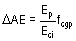 ΔAE = Ep/Eci fcgp